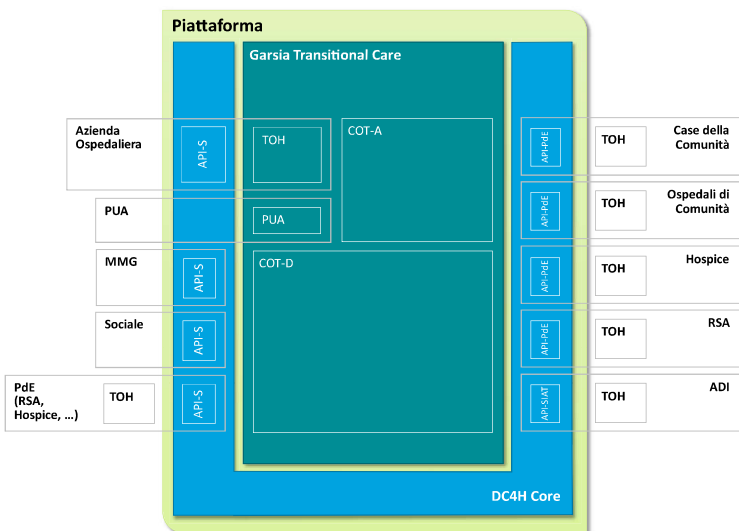 Piattaforma
Garsia Transitional Care
Azienda
Ospedaliera
API-S
TOH
COT-A
PUA
PUA
MMG
API-S
COT-D
Sociale
API-S
PdE
(RSA,
Hospice, ...)
TOH
API-S
API-PdE
TOH
Case della
Comunità
API-PdE
TOH
Ospedali di
Comunità
API-PdE
TOH
Hospice
API-PdE
TOH
RSA
API-SIAT
TOH
ADI
DC4H Core